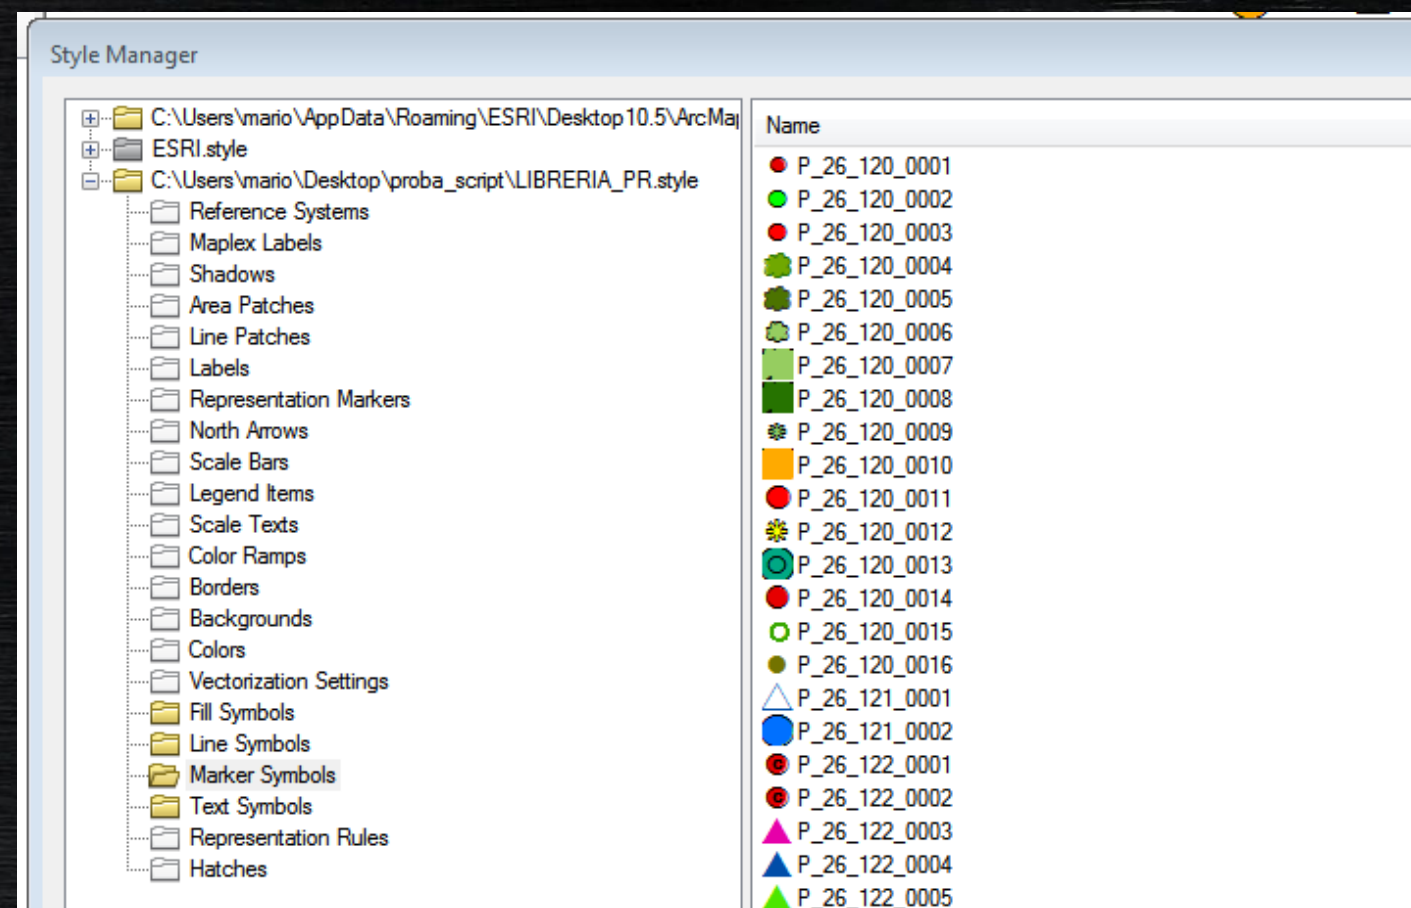 Style Manager
C:\Users\mario\AppData\Roaming\ESRI\Desktop10.5\ArcMap
ESRI.style
C:\Users\mario\Desktop\proba_script\LIBRERIA_PR.style
Reference Systems
Maplex Labels
Shadows
Area Patches
Line Patches
Labels
Representation Markers
North Arrows
Scale Bars
Legend Items
Scale Texts
Color Ramps
Borders
Backgrounds
Colors
Vectorization Settings
Fill Symbols
Line Symbols
Marker Symbols
Text Symbols
Representation Rules
Hatches
Name
P_26_120_0001
P_26_120_0002
P_26_120_0003
P_26_120_0004
P_26_120_0005
P_26_120_0006
P_26_120_0007
P_26_120_0008
P_26_120_0009
P_26_120_0010
P_26_120_0011
P_26_120_0012
P_26_120_0013
P_26_120_0014
P_26_120_0015
P_26_120_0016
P_26_121_0001
P_26_121_0002
C P_26_122_0001
C P_26_122_0002
P_26_122_0003
P_26_122_0004
P_26_122_0005